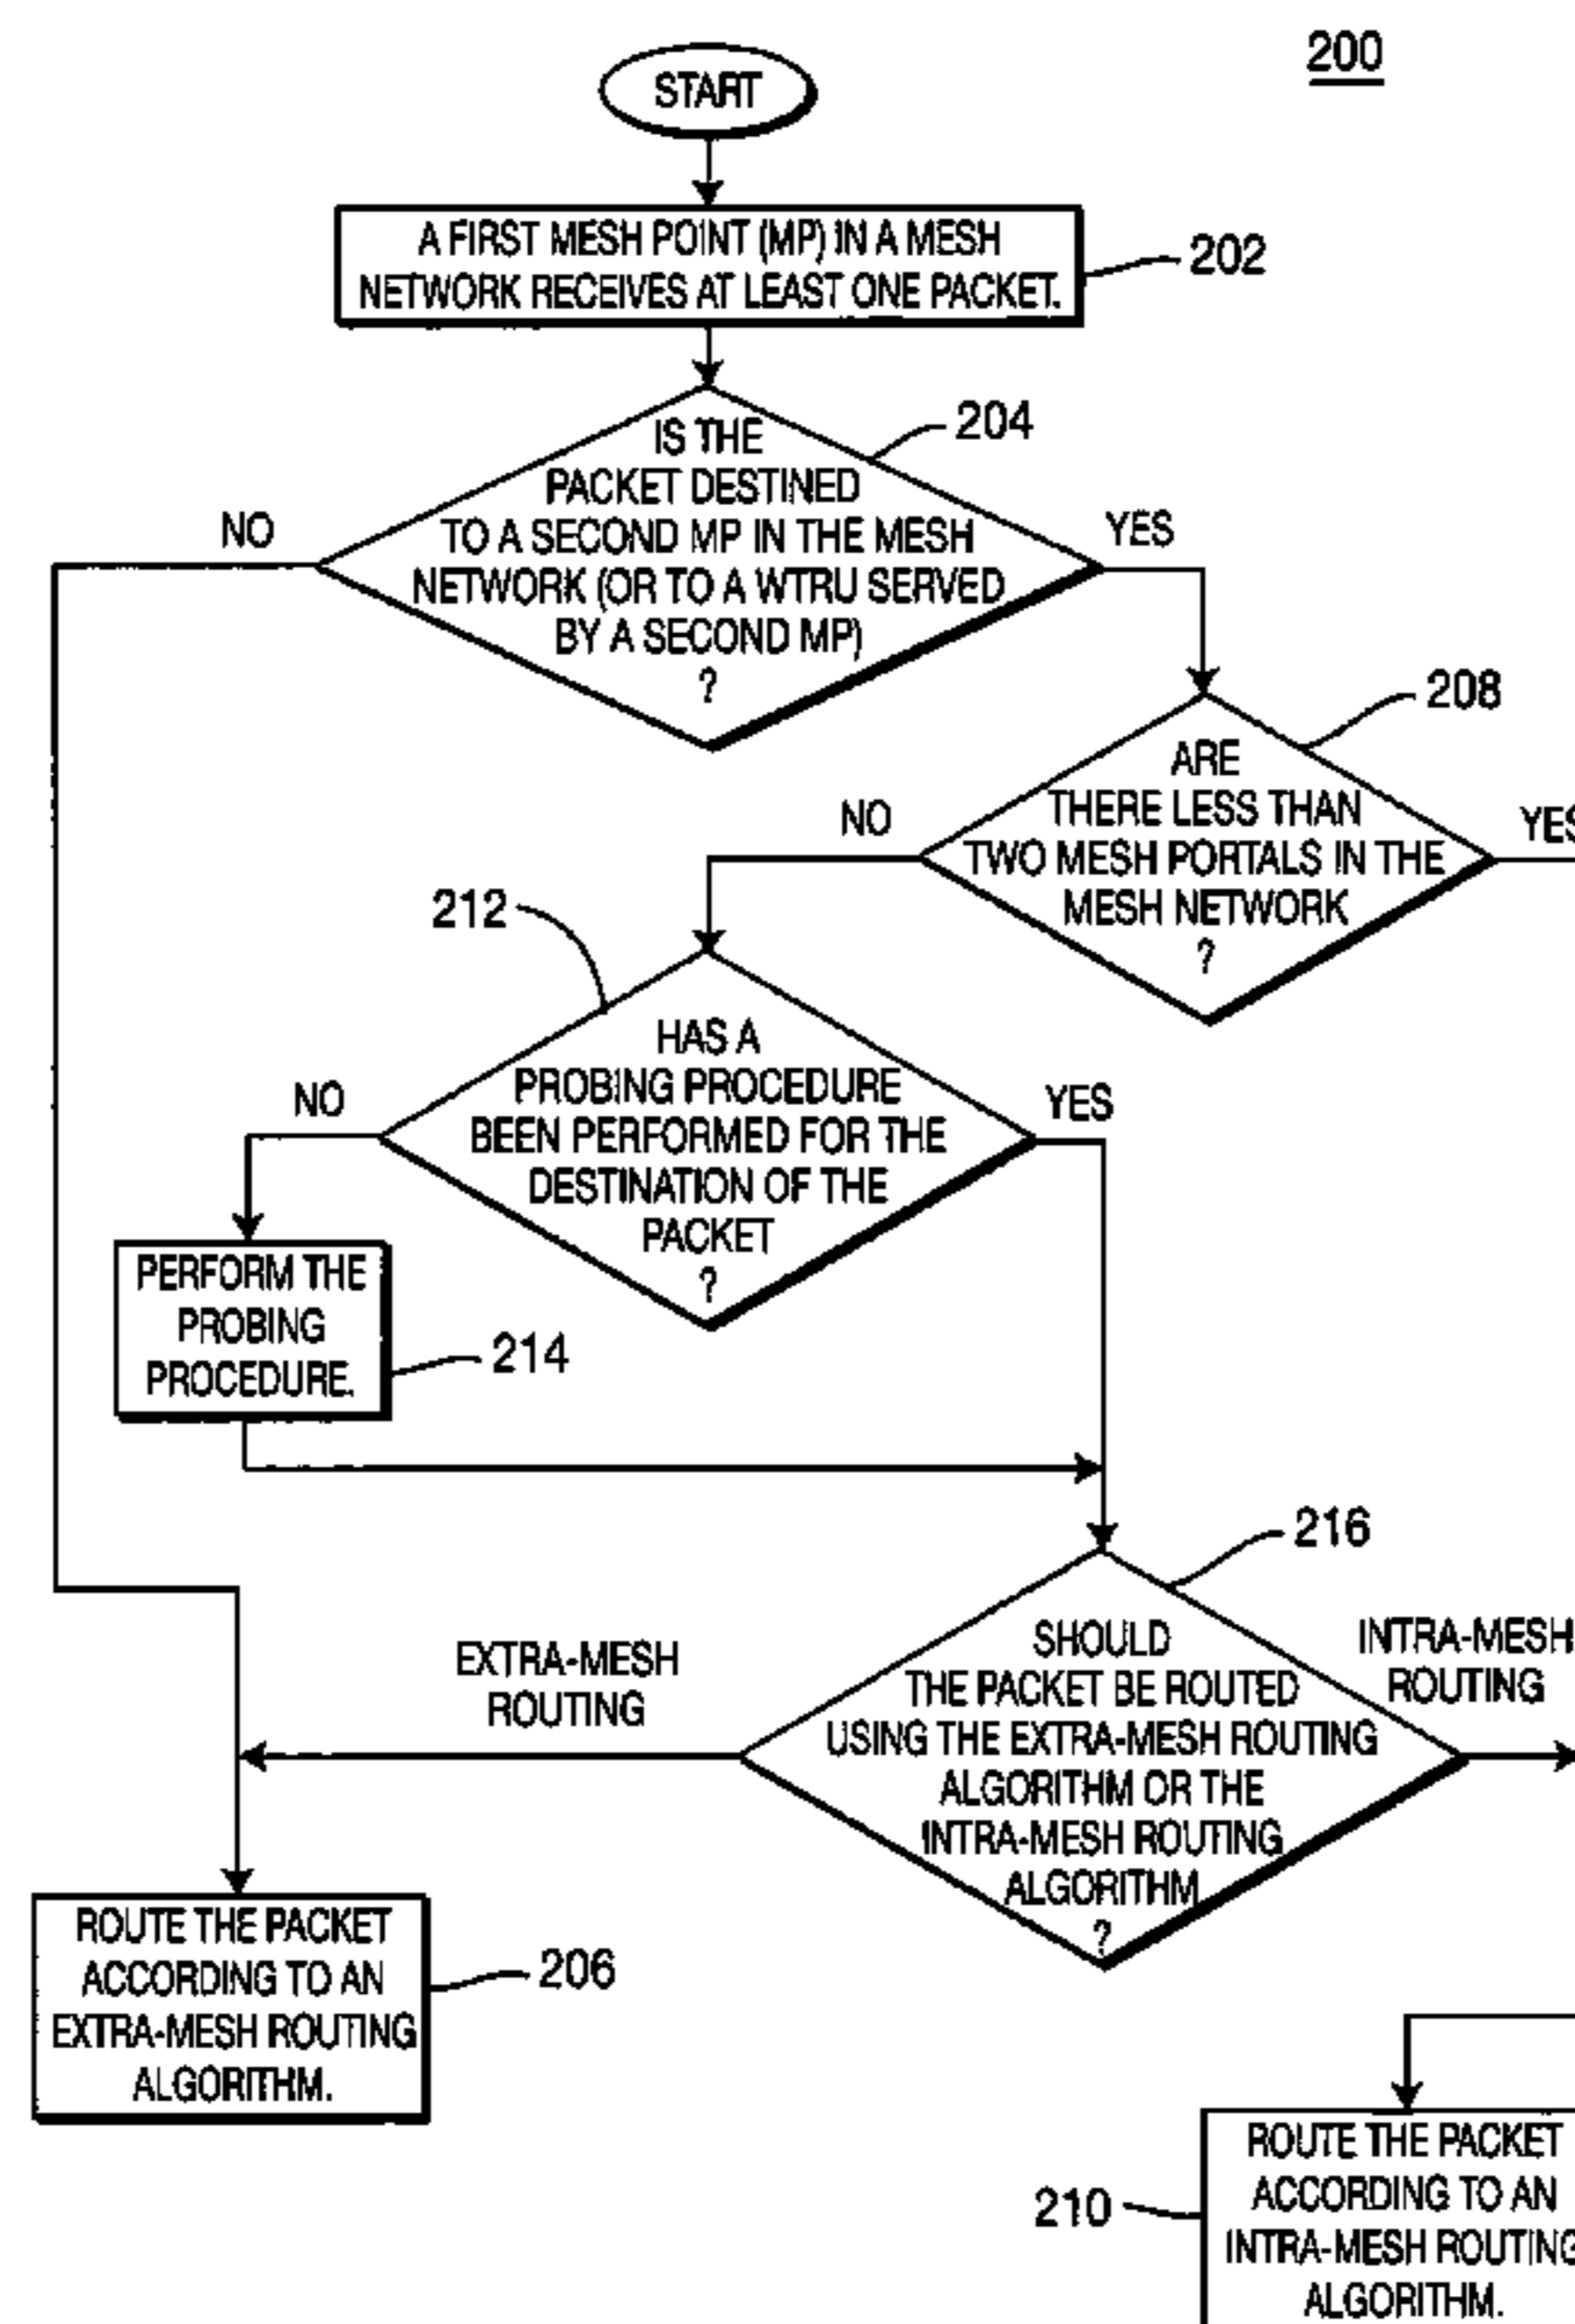 200
START
A FIRST MESH POINT (MP) IN A MESH
NETWORK RECEIVES AT LEAST ONE PACKET.
202
204
IS THE
PACKET DESTINED
TO A SECOND MP IN THE MESH
NETWORK (OR TO A WTRU SERVED
BY A SECOND MP)
?
NO
YES
208
ARE
THERE LESS THAN
TWO MESH PORTALS IN THE
MESH NETWORK
?
NO
YES
212
HAS A
PROBING PROCEDURE
BEEN PERFORMED FOR THE
DESTINATION OF THE
PACKET
?
NO
YES
PERFORM THE
PROBING
PROCEDURE.
214
216
SHOULD
THE PACKET BE ROUTED
USING THE EXTRA-MESH ROUTING
ALGORITHM OR THE
INTRA-MESH ROUTING
ALGORITHM
?
EXTRA-MESH
ROUTING
INTRA-MESH
ROUTING
ROUTE THE PACKET
ACCORDING TO AN
EXTRA-MESH ROUTING
ALGORITHM.
206
210
ROUTE THE PACKET
ACCORDING TO AN
INTRA-MESH ROUTING
ALGORITHM.